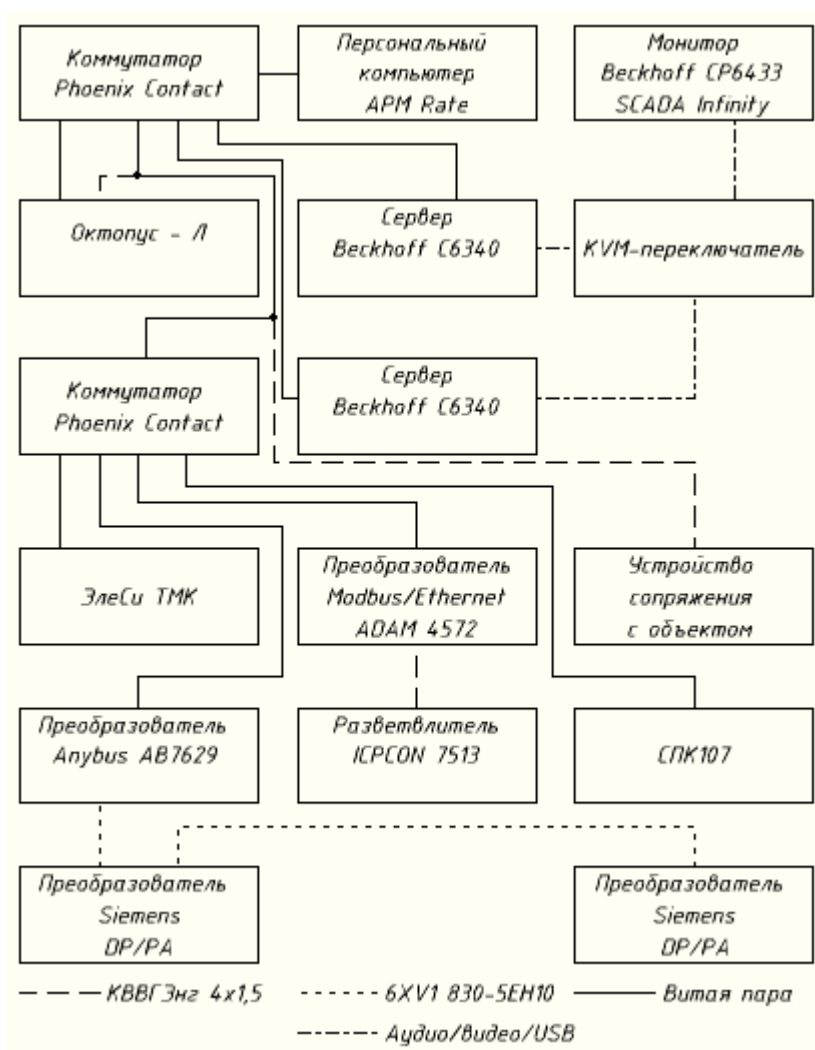 Коммутатор
Phoenix Contact
Персональный
компьютер
APM Rate
Монитор
Beckhoff CP6433
SCADA Infinity
Октопус - Л
Сервер
Beckhoff C6340
KVM-переключатель
Коммутатор
Phoenix Contact
Сервер
Beckhoff C6340
ЭлеСи ТМК
Преобразователь
Modbus/Ethernet
ADAM 4572
Устройство
сопряжения
с объектом
Преобразователь
Anybus AB7629
Разветвлитель
ICPCON 7513
СПК107
Преобразователь
Siemens
DP/PA
Преобразователь
Siemens
DP/PA
КВВГЭнг 4х1,5
6XV1 830-5EH10
Витая пара
Аудио/видео/USB